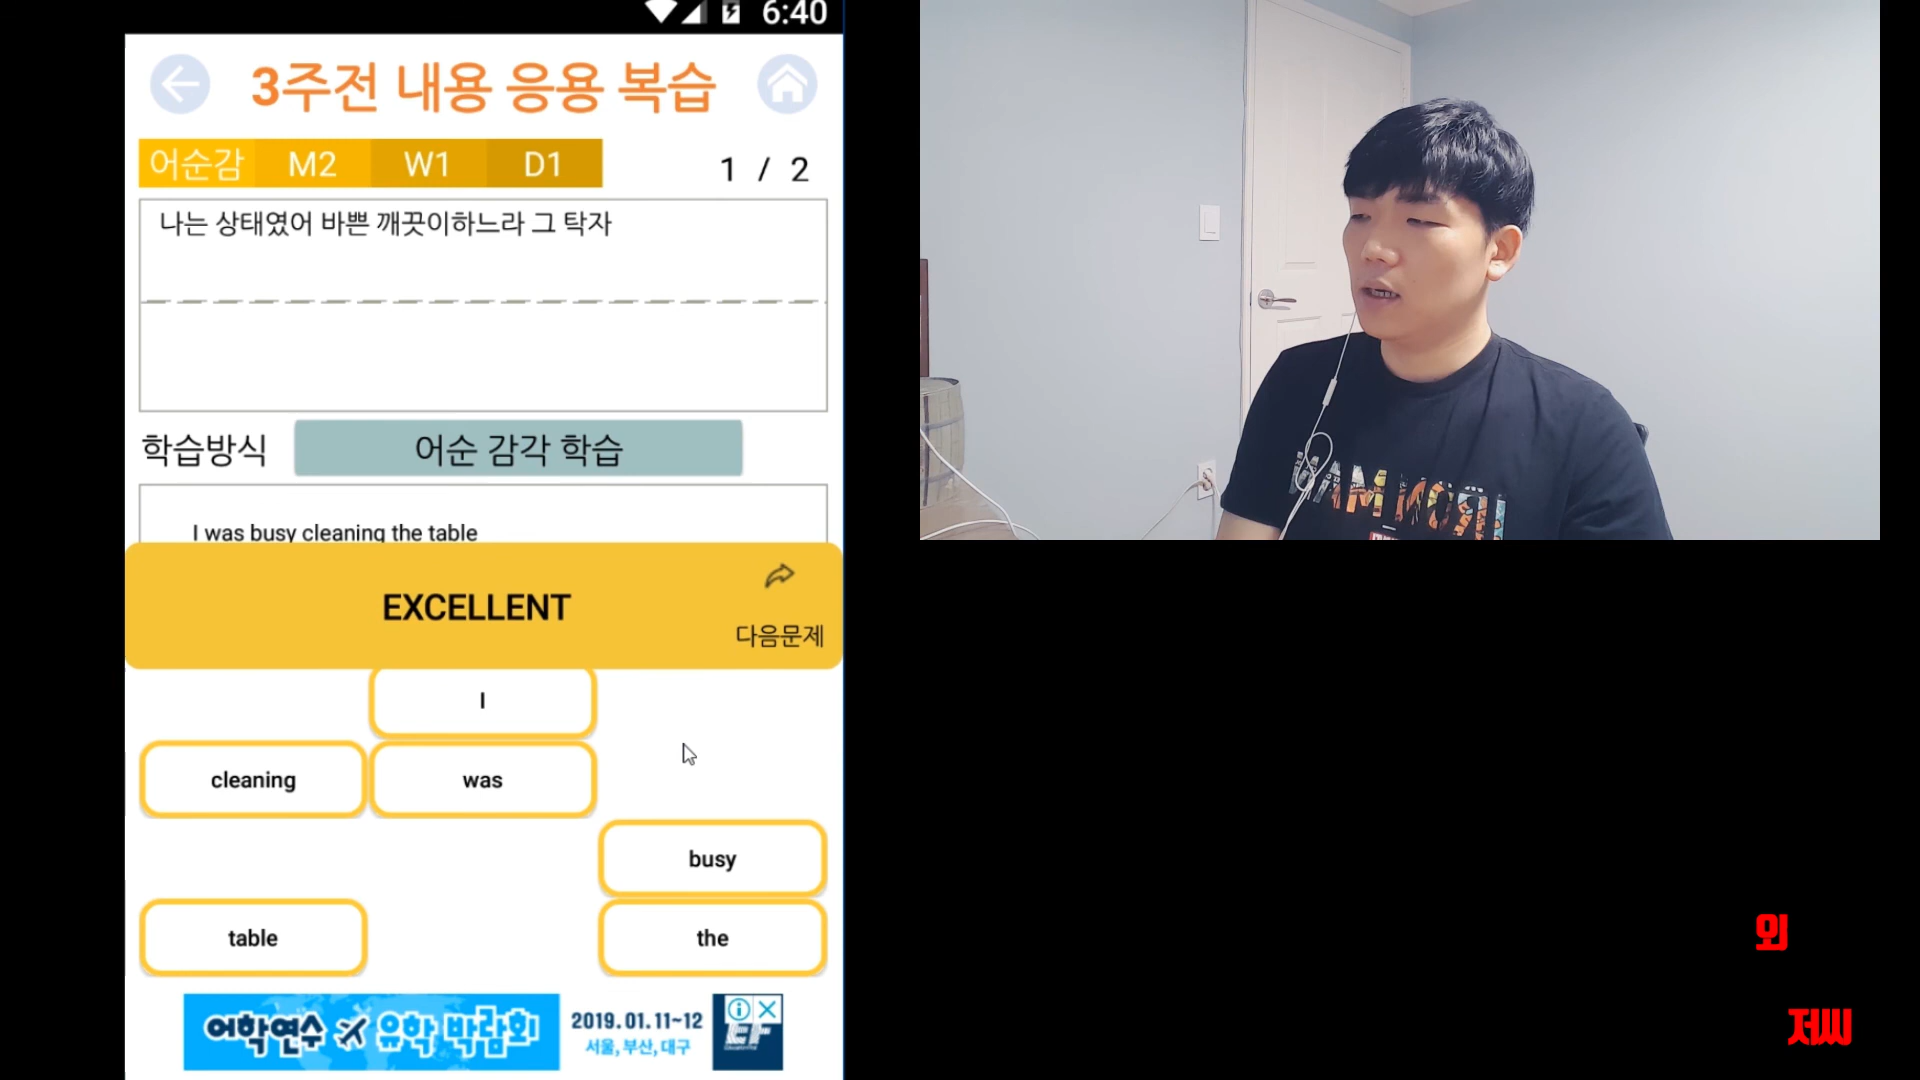 6:40
3주전 내용 응용 복습
어순감 M2 W1 D1
1 / 2
나는 상태였어 바쁜 깨끗이하느라 그 탁자
학습방식
어순 감각 학습
I was busy cleaning the table
EXCELLENT
다음문제
I
cleaning
was
busy
table
the
어학연수 유학 박람회
2019.01.11~12
서울, 부산, 대구
EF
외
저씨